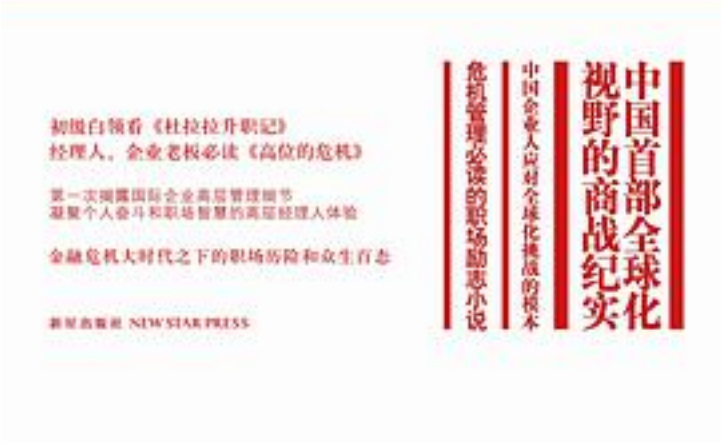 中国首部全球化
视野的商战纪实
中国企业人应对全球化挑战的模本
危机管理必读的职场励志小说
初级白领看《杜拉拉升职记》
经理人、企业老板必读《高位的危机》
第一次揭露国际企业高层管理细节
凝聚个人奋斗和职场智慧的高层经理人体验
金融危机大时代之下的职场历险和众生百态
新星出版社 NEW STAR PRESS